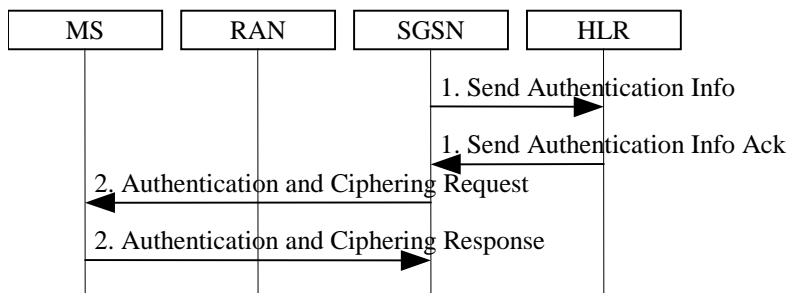 MS RAN SGSN HLR
1. Send Authentication Info
1. Send Authentication Info Ack
2. Authentication and Ciphering Request
2. Authentication and Ciphering Response